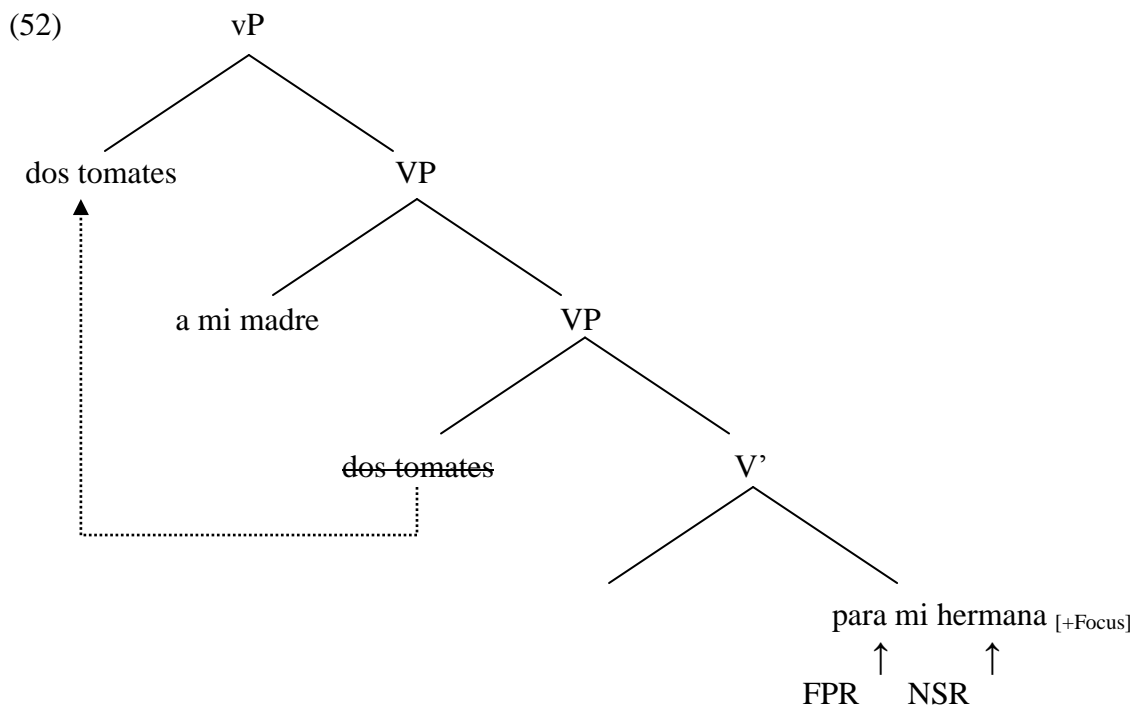 (52) vP
dos tomates VP
a mi madre VP
dos tomates V’
para mi hermana [+Focus]
↑ ↑
FPR NSR